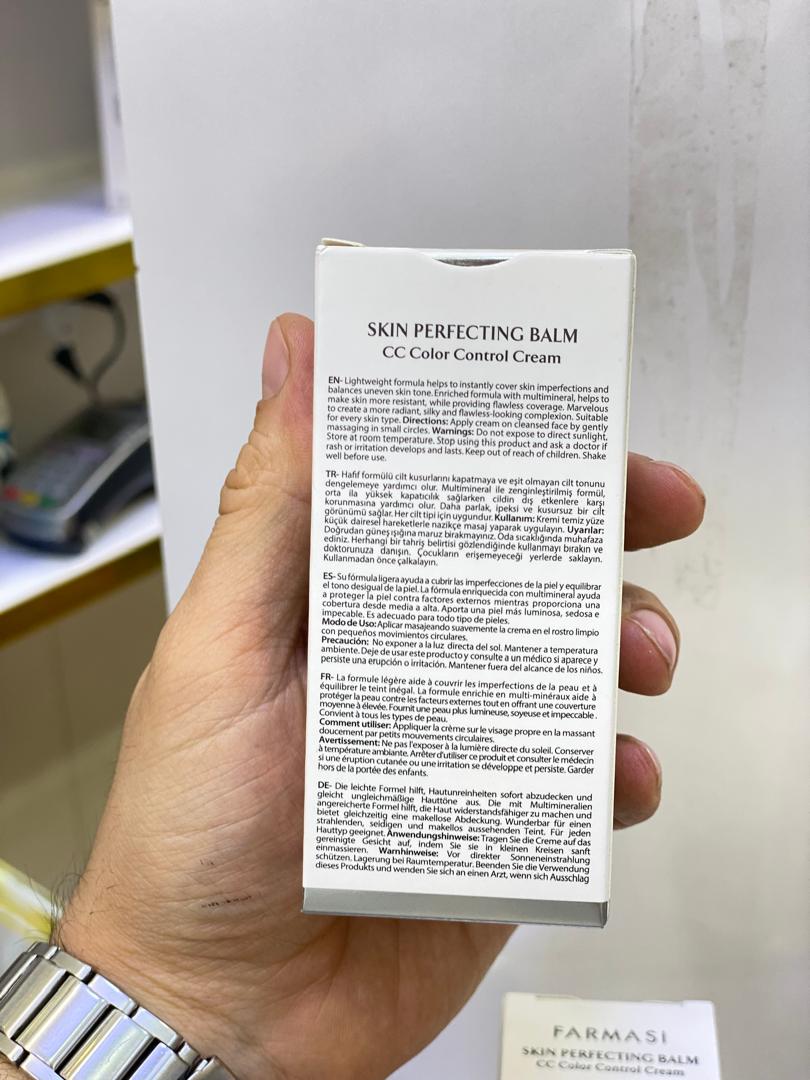 SKIN PERFECTING BALM
CC Color Control Cream
EN- Lightweight formula helps to instantly cover skin imperfections and
balances uneven skin tone. Enriched formula with multimineral, helps to
make skin more resistant, while providing flawless coverage. Marvelous
to create a more radiant, silky and flawless-looking complexion. Suitable
for every skin type. Directions: Apply cream on cleansed face by gently
massaging in small circles. Warnings: Do not expose to direct sunlight.
Store at room temperature. Stop using this product and ask a doctor if
rash or irritation develops and lasts. Keep out of reach of children. Shake
well before use.
TR- Hafif formülü cilt kusurlarını kapatmaya ve eşit olmayan cilt tonunu
dengelemeye yardımcı olur. Multimineral ile zenginleştirilmiş formül,
orta ila yüksek kapatıcılık sağlarken cildin dış etkenlere karşı
korunmasına yardımcı olur. Daha parlak, ipeksi ve kusursuz bir cilt
görünümü sağlar. Her cilt tipi için uygundur. Kullanım: Kremi temiz yüze
küçük dairesel hareketlerle nazikçe masaj yaparak uygulayın. Uyarılar:
Doğrudan güneş ışığına maruz bırakmayınız. Oda sıcaklığında muhafaza
ediniz. Herhangi bir tahriş belirtisi gözlendiğinde kullanmayı bırakın ve
doktorunuza danışın. Çocukların erişemeyeceği yerlerde saklayın.
Kullanmadan önce çalkalayın.
ES- Su fórmula ligera ayuda a cubrir las imperfecciones de la piel y equilibrar
el tono desigual de la piel. La fórmula enriquecida con multimineral ayuda
a proteger la piel contra factores externos mientras proporciona una
cobertura desde media a alta. Aporta una piel más luminosa, sedosa e
impecable. Es adecuado para todo tipo de pieles.
Modo de Uso: Aplicar masajeando suavemente la crema en el rostro limpio
con pequeños movimientos circulares.
Precaución: No exponer a la luz directa del sol. Mantener a temperatura
ambiente. Deje de usar este producto y consulte a un médico si aparece y
persiste una erupción o irritación. Mantener fuera del alcance de los niños.
FR- La formule légère aide à couvrir les imperfections de la peau et à
équilibrer le teint inégal. La formule enrichie en multi-minéraux aide à
protéger la peau contre les facteurs externes tout en offrant une couverture
moyenne à élevée. Fournit une peau plus lumineuse, soyeuse et impeccable.
Convient à tous les types de peau.
Comment utiliser: Appliquer la crème sur le visage propre en la massant
doucement par petits mouvements circulaires.
Avertissement: Ne pas l'exposer à la lumière directe du soleil. Conserver
à température ambiante. Arrêter d'utiliser ce produit et consulter le médecin
si une éruption cutanée ou une irritation se développe et persiste. Garder
hors de la portée des enfants.
DE- Die leichte Formel hilft, Hautunreinheiten sofort abzudecken und
gleicht ungleichmäßige Hauttöne aus. Die mit Multimineralien
angereicherte Formel hilft, die Haut widerstandsfähiger zu machen und
bietet gleichzeitig eine makellose Abdeckung. Wunderbar für einen
strahlenden, seidigen und makellos aussehenden Teint. Für jeden
Hauttyp geeignet. Anwendungshinweise: Tragen Sie die Creme auf das
gereinigte Gesicht auf, indem Sie sie in kleinen Kreisen sanft
einmassieren. Warnhinweise: Vor direkter Sonneneinstrahlung
schützen. Lagerung bei Raumtemperatur. Beenden Sie die Verwendung
dieses Produkts und wenden Sie sich an einen Arzt, wenn sich Ausschlag
FARMASI
SKIN PERFECTING BALM
CC Color Control Cream